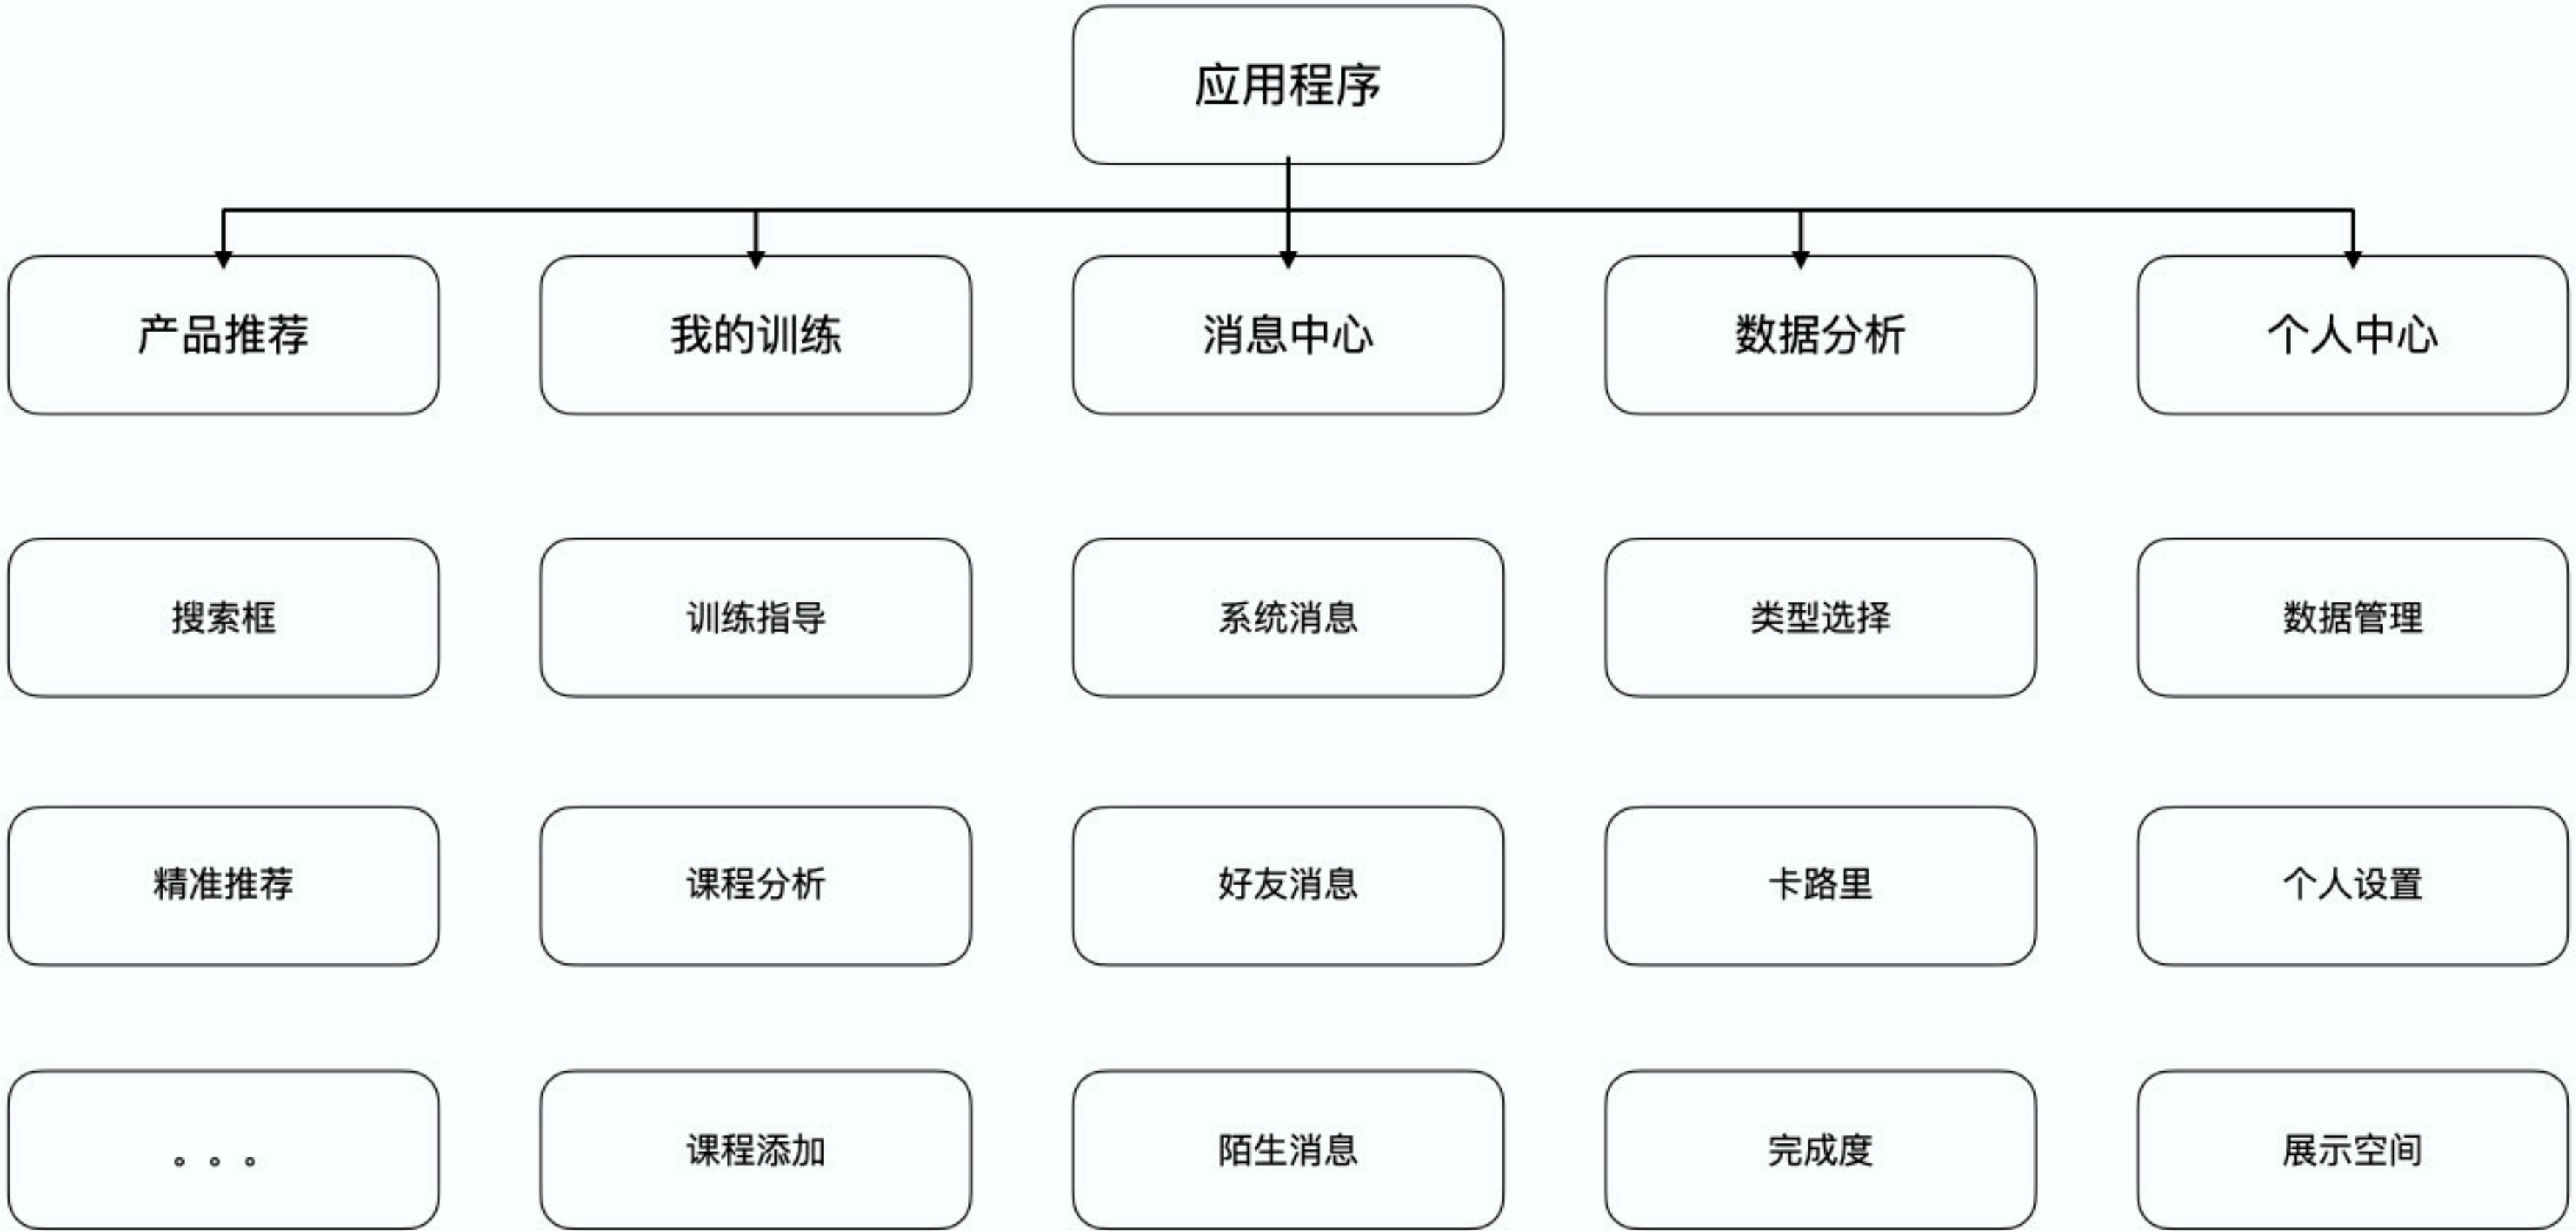 应用程序
产品推荐 我的训练 消息中心 数据分析 个人中心
搜索框 训练指导 系统消息 类型选择 数据管理
精准推荐 课程分析 好友消息 卡路里 个人设置
。。。 课程添加 陌生消息 完成度 展示空间